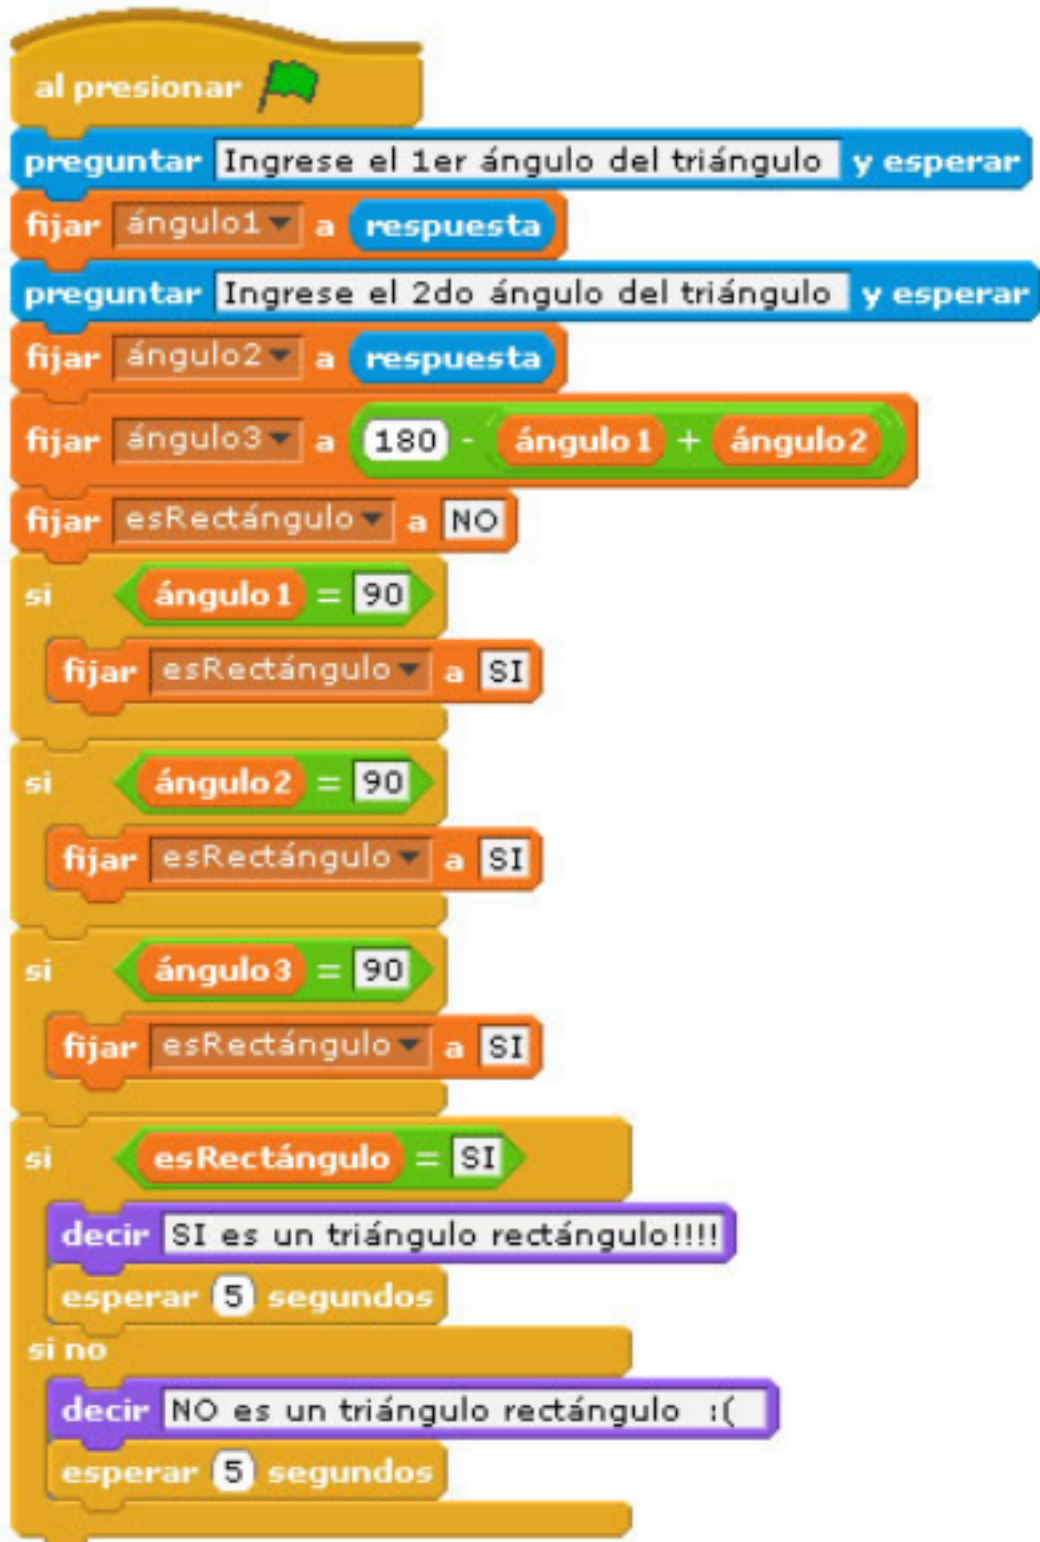 al presionar
preguntar Ingrese el 1er ángulo del triángulo y esperar
fijar ángulo1 a respuesta
preguntar Ingrese el 2do ángulo del triángulo y esperar
fijar ángulo2 a respuesta
fijar ángulo3 a 180 - ángulo1 + ángulo2
fijar esRectángulo a NO
si ángulo1 = 90
fijar esRectángulo a SI
si ángulo2 = 90
fijar esRectángulo a SI
si ángulo3 = 90
fijar esRectángulo a SI
si esRectángulo = SI
decir SI es un triángulo rectángulo!!!!
esperar 5 segundos
si no
decir NO es un triángulo rectángulo :(
esperar 5 segundos